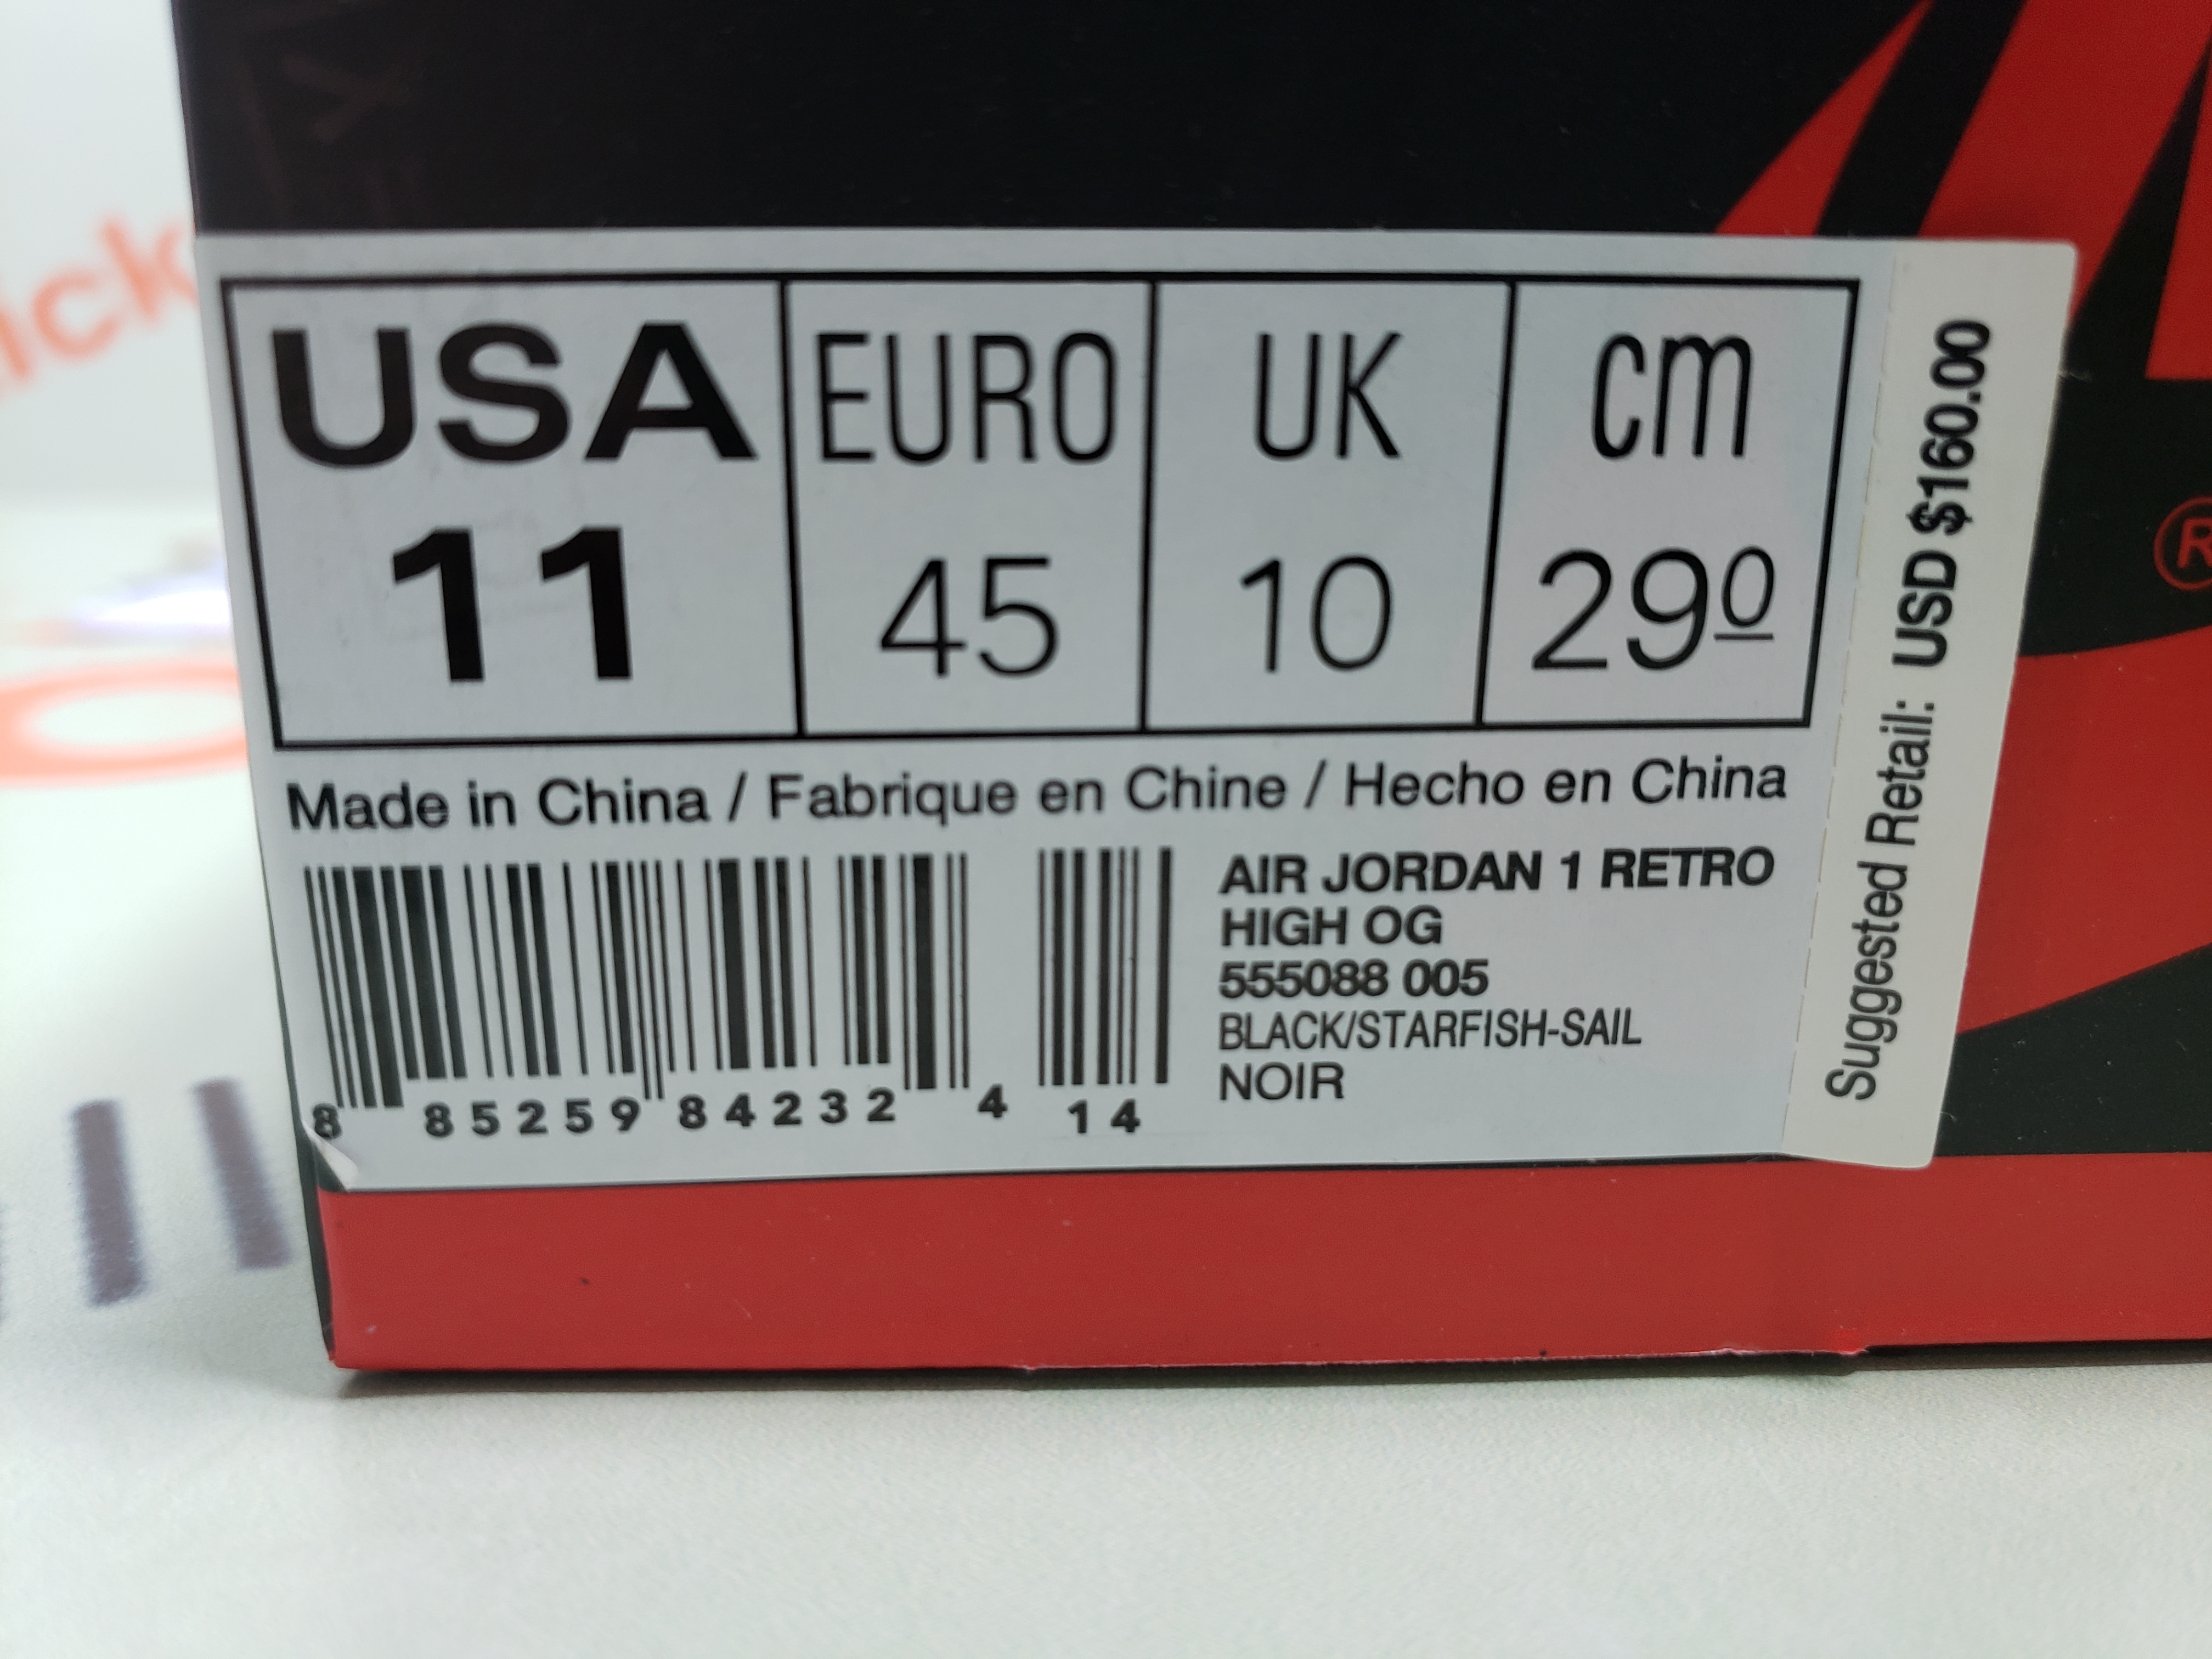 USA EURO UK cm
11 45 10 29 0
Made in China / Fabrique en Chine / Hecho en China
AIR JORDAN 1 RETRO
HIGH OG
555088 005
BLACK/STARFISH-SAIL
NOIR
8 85259 84232 4 14
Suggested Retail: USD $160.00
®